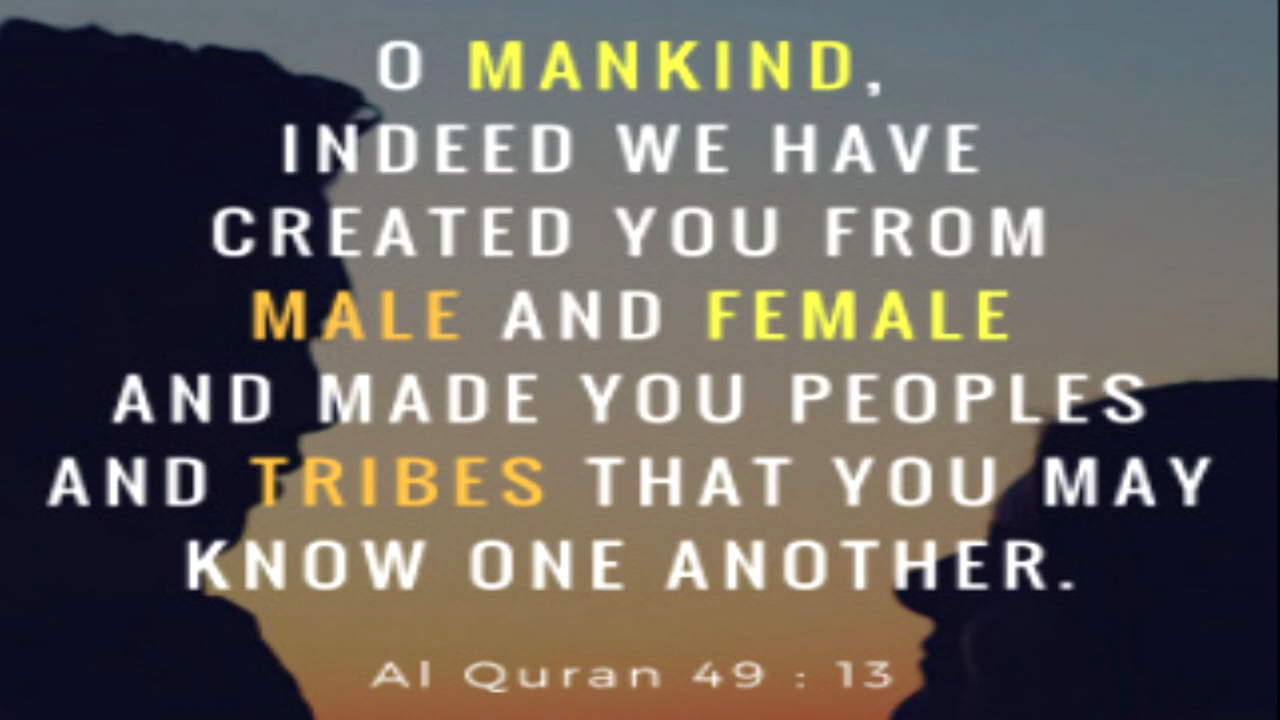 O MANKIND,
INDEED WE HAVE
CREATED YOU FROM
MALE AND FEMALE
AND MADE YOU PEOPLES
AND TRIBES THAT YOU MAY
KNOW ONE ANOTHER.
Al Quran 49 : 13